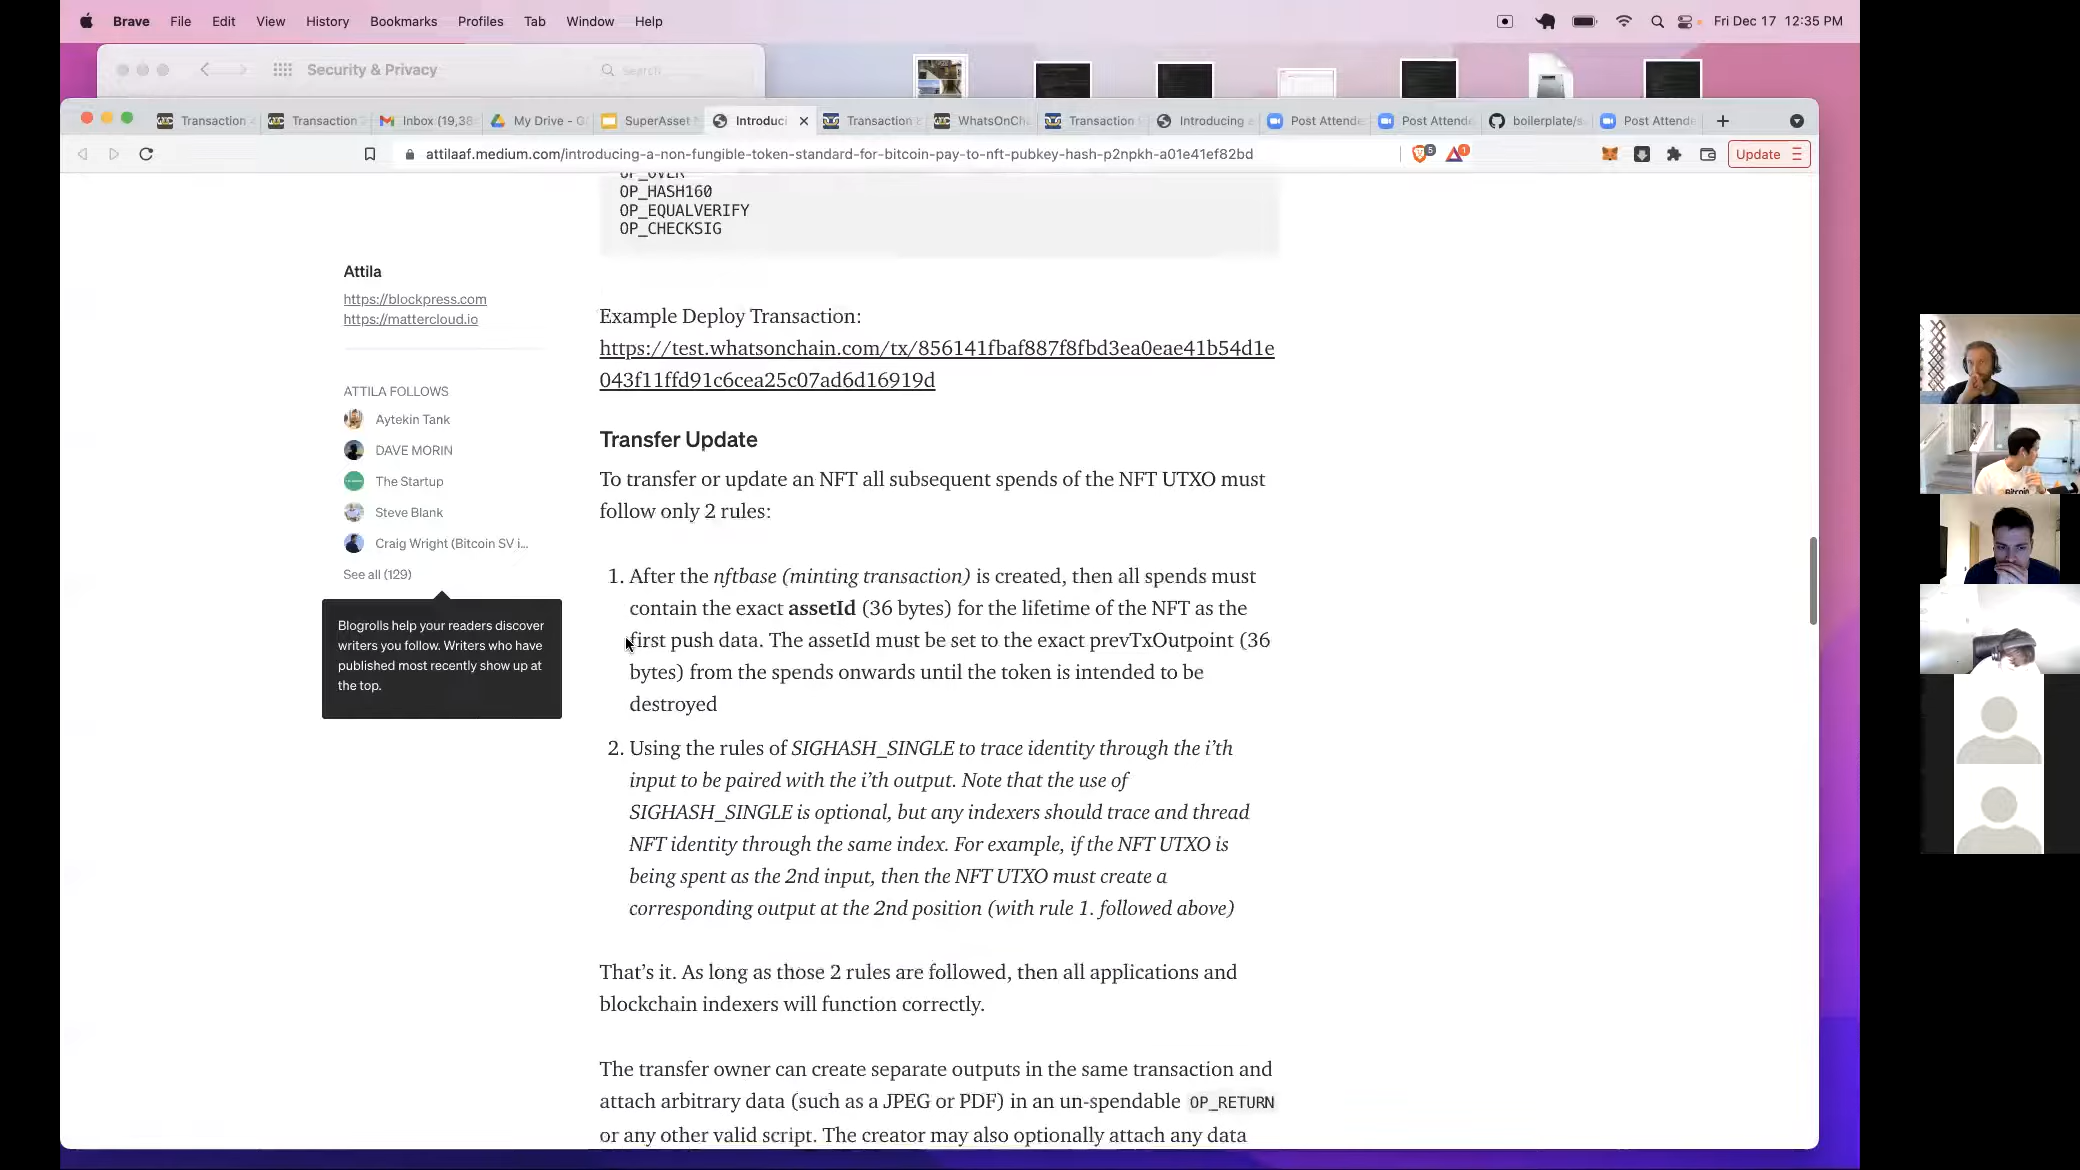 Brave File Edit View History Bookmarks Profiles Tab Window Help Fri Dec 17 12:35 PM
Security & Privacy Search
Transaction Transaction Inbox (19,38 My Drive - G SuperAsset Introduci WhatsOnCha Transaction Introducing Post Attende Post Attende boilerplate/s Post Attende
attilaaf.medium.com/introducing-a-non-fungible-token-standard-for-bitcoin-pay-to-nft-pubkey-hash-p2npkh-a01e41ef82bd 5 1 Update
OP_OVER
OP_HASH160
OP_EQUALVERIFY
OP_CHECKSIG
Attila
https://blockpress.com
https://mattercloud.io
ATTILA FOLLOWS
Aytekin Tank
DAVE MORIN
The Startup
Steve Blank
Craig Wright (Bitcoin SV i...
See all (129)
Blogrolls help your readers discover
writers you follow. Writers who have
published most recently show up at
the top.
Example Deploy Transaction:
https://test.whatsonchain.com/tx/856141fbaf887f8fbd3ea0eae41b54d1e
043f11ffd91c6cea25c07ad6d16919d
Transfer Update
To transfer or update an NFT all subsequent spends of the NFT UTXO must
follow only 2 rules:
1. After the nftbase (minting transaction) is created, then all spends must
contain the exact assetId (36 bytes) for the lifetime of the NFT as the
first push data. The assetId must be set to the exact prevTxOutpoint (36
bytes) from the spends onwards until the token is intended to be
destroyed
2. Using the rules of SIGHASH_SINGLE to trace identity through the i'th
input to be paired with the i'th output. Note that the use of
SIGHASH_SINGLE is optional, but any indexers should trace and thread
NFT identity through the same index. For example, if the NFT UTXO is
being spent as the 2nd input, then the NFT UTXO must create a
corresponding output at the 2nd position (with rule 1. followed above)
That's it. As long as those 2 rules are followed, then all applications and
blockchain indexers will function correctly.
The transfer owner can create separate outputs in the same transaction and
attach arbitrary data (such as a JPEG or PDF) in an un-spendable OP_RETURN
or any other valid script. The creator may also optionally attach any data